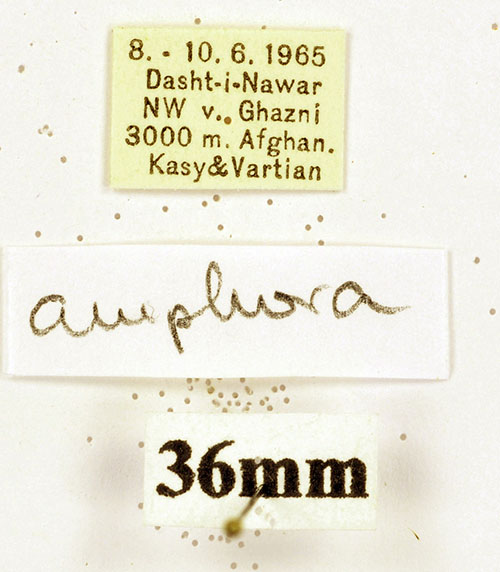 8. - 10. 6. 1965
Dasht-i-Nawar
NW v. Ghazni
3000 m. Afghan.
Kasy&Vartian
amphora
36mm